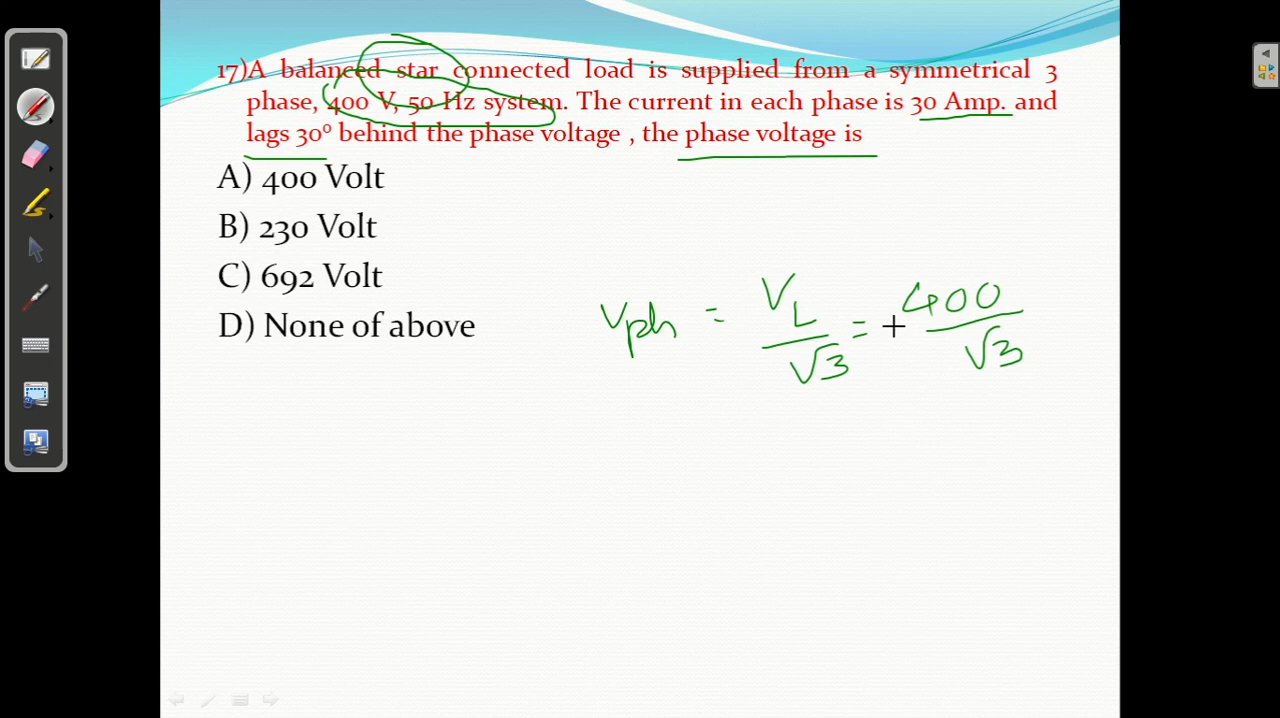 17)A balanced star connected load is supplied from a symmetrical 3
phase, 400 V, 50 Hz system. The current in each phase is 30 Amp. and
lags 30⁰ behind the phase voltage , the phase voltage is
A) 400 Volt
B) 230 Volt
C) 692 Volt
D) None of above
Vph = VL/√3 = 400/√3